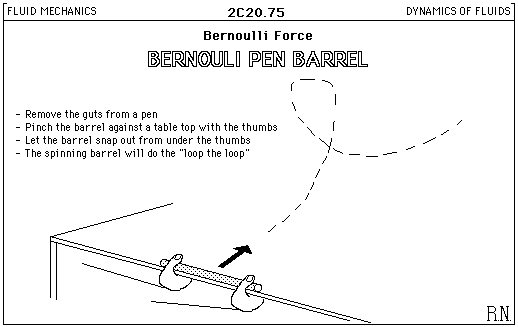 FLUID MECHANICS
2C20.75
DYNAMICS OF FLUIDS
Bernoulli Force
BERNOULI PEN BARREL
- Remove the guts from a pen
- Pinch the barrel against a table top with the thumbs
- Let the barrel snap out from under the thumbs
- The spinning barrel will do the "loop the loop"
R.N.